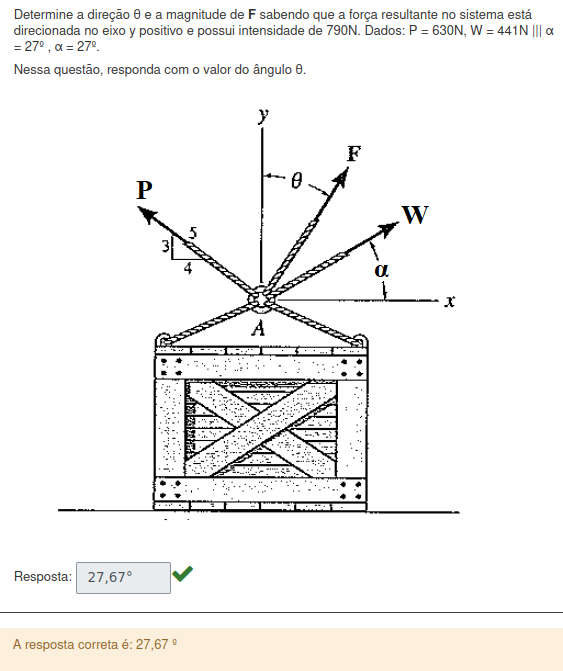 Determine a direção θ e a magnitude de F sabendo que a força resultante no sistema está
direcionada no eixo y positivo e possui intensidade de 790N. Dados: P = 630N, W = 441N ||| α
= 27º , α = 27º.
Nessa questão, responda com o valor do ângulo θ.
y
F
θ
P
W
5
3
4
α
x
A
Resposta: 27,67°
A resposta correta é: 27,67 º